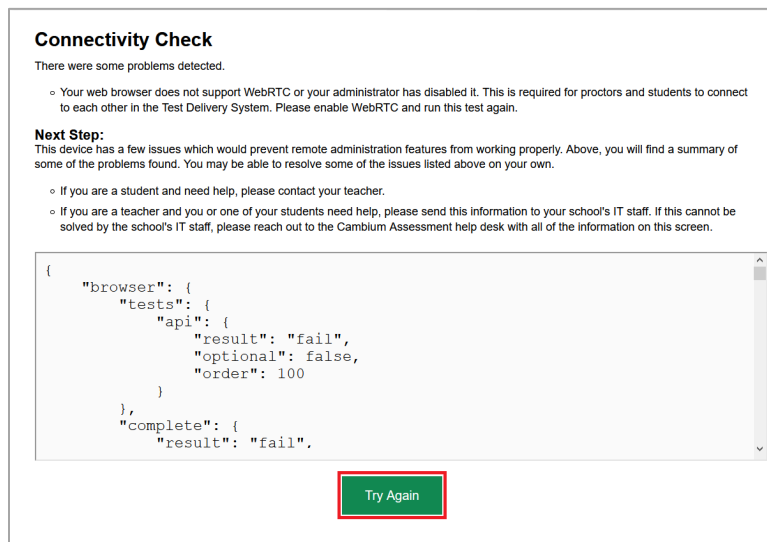 Connectivity Check
There were some problems detected.
Your web browser does not support WebRTC or your administrator has disabled it. This is required for proctors and students to connect
to each other in the Test Delivery System. Please enable WebRTC and run this test again.
Next Step:
This device has a few issues which would prevent remote administration features from working properly. Above, you will find a summary of
some of the problems found. You may be able to resolve some of the issues listed above on your own.
If you are a student and need help, please contact your teacher.
If you are a teacher and you or one of your students need help, please send this information to your school's IT staff. If this cannot be
solved by the school's IT staff, please reach out to the Cambium Assessment help desk with all of the information on this screen.
{
"browser": {
"tests": {
"api": {
"result": "fail",
"optional": false,
"order": 100
}
},
"complete": {
"result": "fail",
Try Again